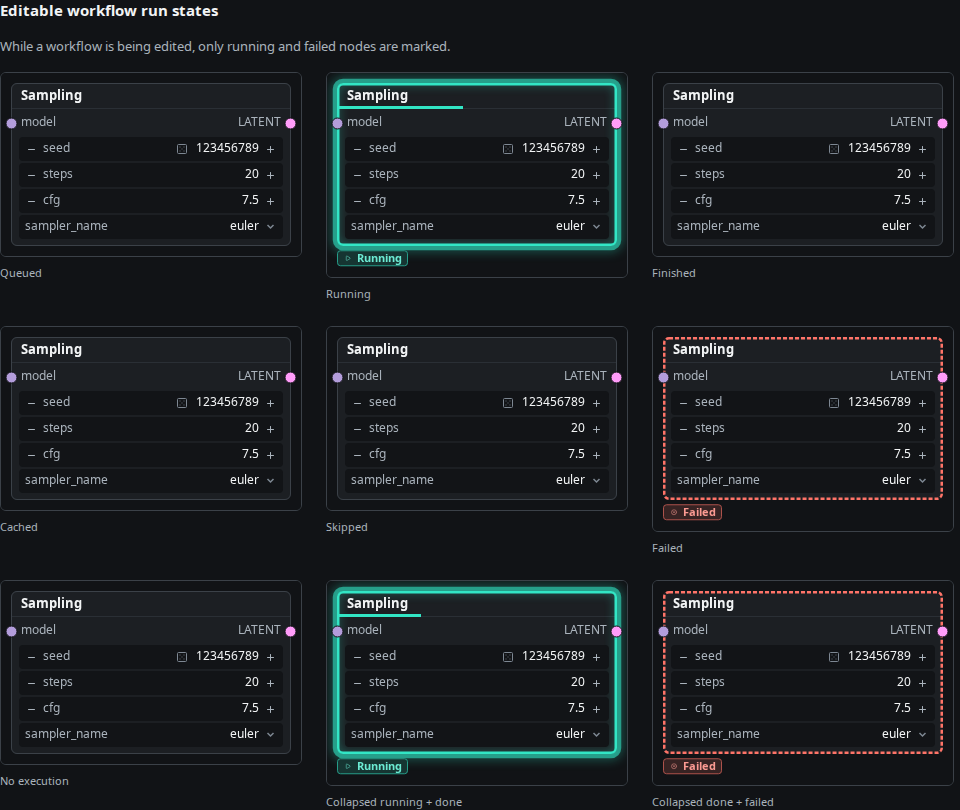 Editable workflow run states
While a workflow is being edited, only running and failed nodes are marked.
Sampling
model LATENT
– seed 123456789 +
– steps 20 +
– cfg 7.5 +
sampler_name euler
Queued
Sampling
model LATENT
– seed 123456789 +
– steps 20 +
– cfg 7.5 +
sampler_name euler
Running
Running
Sampling
model LATENT
– seed 123456789 +
– steps 20 +
– cfg 7.5 +
sampler_name euler
Finished
Sampling
model LATENT
– seed 123456789 +
– steps 20 +
– cfg 7.5 +
sampler_name euler
Cached
Sampling
model LATENT
– seed 123456789 +
– steps 20 +
– cfg 7.5 +
sampler_name euler
Skipped
Sampling
model LATENT
– seed 123456789 +
– steps 20 +
– cfg 7.5 +
sampler_name euler
Failed
Failed
Sampling
model LATENT
– seed 123456789 +
– steps 20 +
– cfg 7.5 +
sampler_name euler
No execution
Sampling
model LATENT
– seed 123456789 +
– steps 20 +
– cfg 7.5 +
sampler_name euler
Running
Collapsed running + done
Sampling
model LATENT
– seed 123456789 +
– steps 20 +
– cfg 7.5 +
sampler_name euler
Failed
Collapsed done + failed